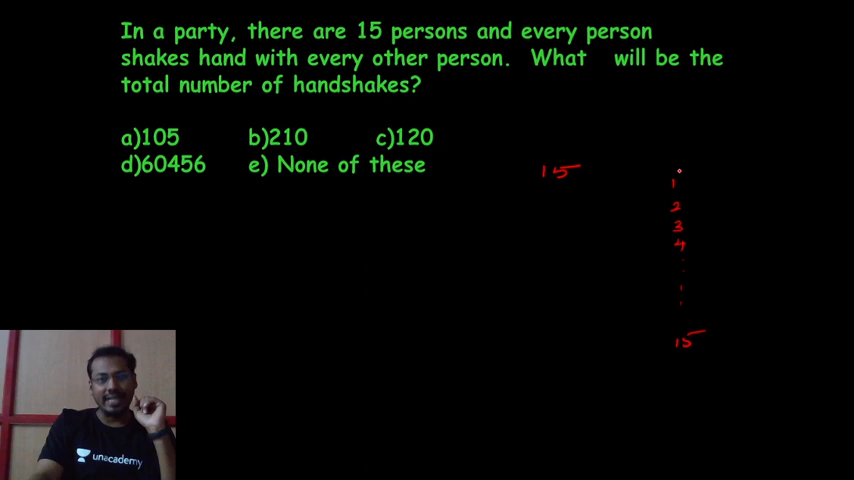 In a party, there are 15 persons and every person
shakes hand with every other person. What will be the
total number of handshakes?
a)105 b)210 c)120
d)60456 e) None of these
15
1
2
3
4
15
unacademy